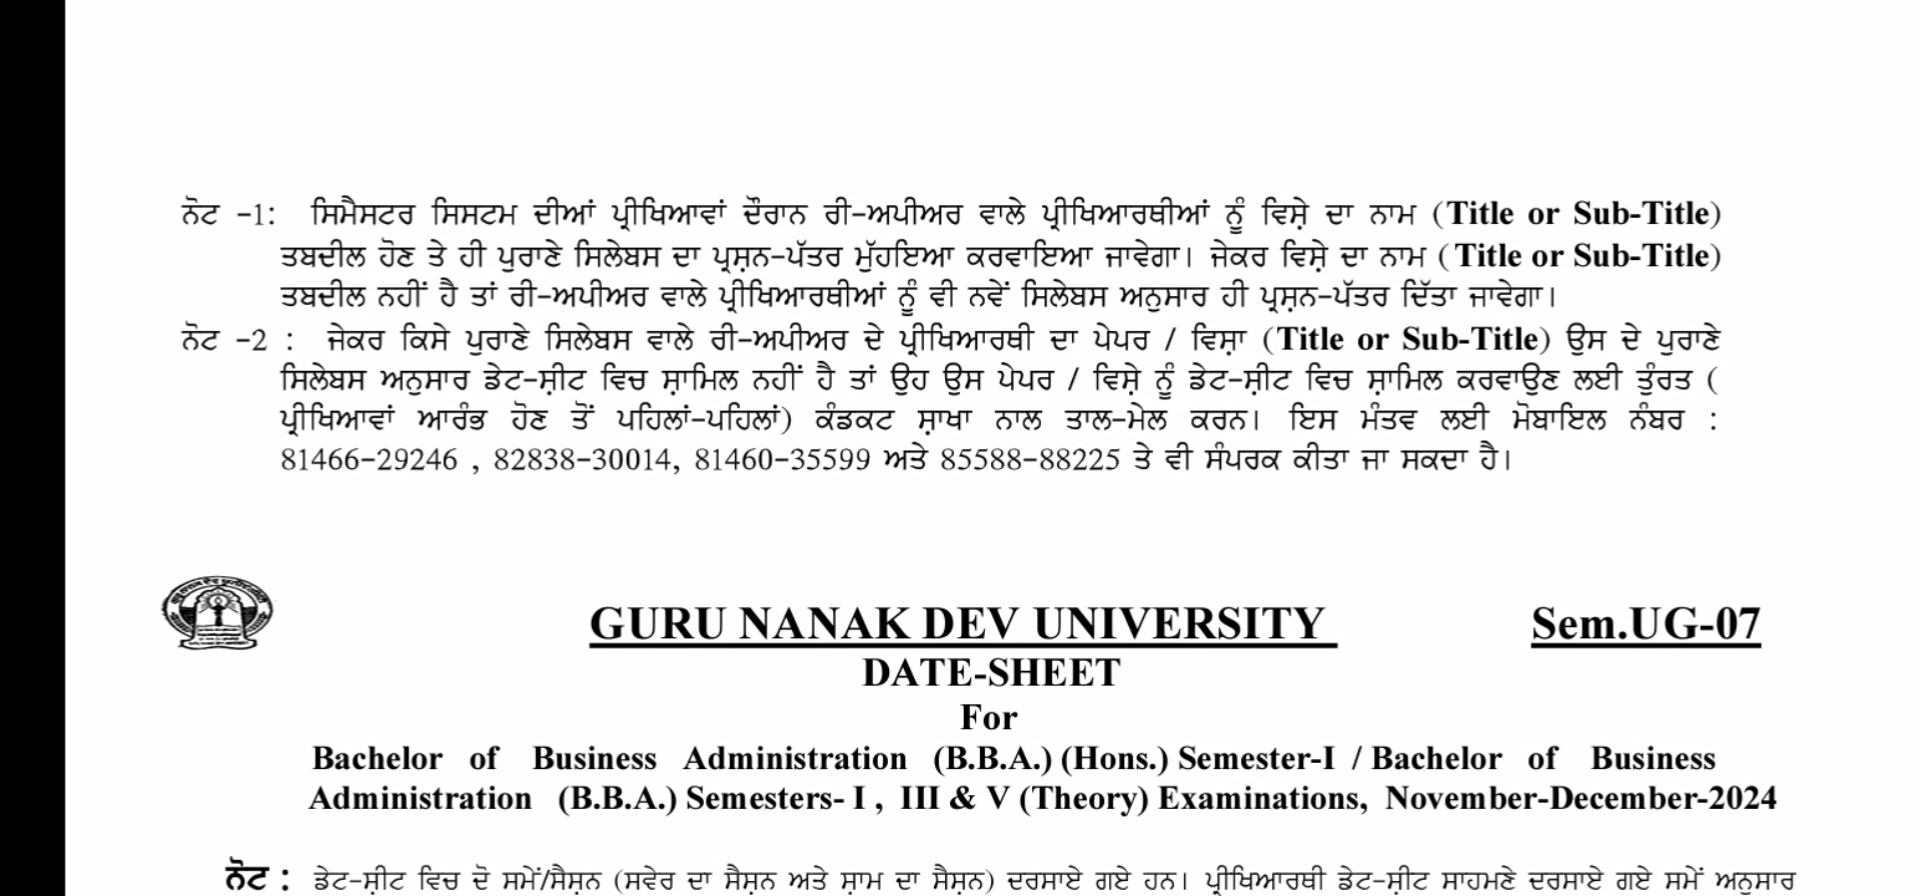 ਨੋਟ -1: ਸਿਮੈਸਟਰ ਸਿਸਟਮ ਦੀਆਂ ਪ੍ਰੀਖਿਆਵਾਂ ਦੌਰਾਨ ਰੀ-ਅਪੀਅਰ ਵਾਲੇ ਪ੍ਰੀਖਿਆਰਥੀਆਂ ਨੂੰ ਵਿਸ਼ੇ ਦਾ ਨਾਮ (Title or Sub-Title)
ਤਬਦੀਲ ਹੋਣ ਤੇ ਹੀ ਪੁਰਾਣੇ ਸਿਲੇਬਸ ਦਾ ਪ੍ਰਸ਼ਨ-ਪੱਤਰ ਮੁੱਹਇਆ ਕਰਵਾਇਆ ਜਾਵੇਗਾ। ਜੇਕਰ ਵਿਸ਼ੇ ਦਾ ਨਾਮ (Title or Sub-Title)
ਤਬਦੀਲ ਨਹੀਂ ਹੈ ਤਾਂ ਰੀ-ਅਪੀਅਰ ਵਾਲੇ ਪ੍ਰੀਖਿਆਰਥੀਆਂ ਨੂੰ ਵੀ ਨਵੇਂ ਸਿਲੇਬਸ ਅਨੁਸਾਰ ਹੀ ਪ੍ਰਸ਼ਨ-ਪੱਤਰ ਦਿੱਤਾ ਜਾਵੇਗਾ।
ਨੋਟ -2 : ਜੇਕਰ ਕਿਸੇ ਪੁਰਾਣੇ ਸਿਲੇਬਸ ਵਾਲੇ ਰੀ-ਅਪੀਅਰ ਦੇ ਪ੍ਰੀਖਿਆਰਥੀ ਦਾ ਪੇਪਰ / ਵਿਸ਼ਾ (Title or Sub-Title) ਉਸ ਦੇ ਪੁਰਾਣੇ
ਸਿਲੇਬਸ ਅਨੁਸਾਰ ਡੇਟ-ਸ਼ੀਟ ਵਿਚ ਸ਼ਾਮਿਲ ਨਹੀਂ ਹੈ ਤਾਂ ਉਹ ਉਸ ਪੇਪਰ / ਵਿਸ਼ੇ ਨੂੰ ਡੇਟ-ਸ਼ੀਟ ਵਿਚ ਸ਼ਾਮਿਲ ਕਰਵਾਉਣ ਲਈ ਤੁੰਰਤ (
ਪ੍ਰੀਖਿਆਵਾਂ ਆਰੰਭ ਹੋਣ ਤੋਂ ਪਹਿਲਾਂ-ਪਹਿਲਾਂ) ਕੰਡਕਟ ਸ਼ਾਖਾ ਨਾਲ ਤਾਲ-ਮੇਲ ਕਰਨ। ਇਸ ਮੰਤਵ ਲਈ ਮੋਬਾਇਲ ਨੰਬਰ :
81466-29246 , 82838-30014, 81460-35599 ਅਤੇ 85588-88225 ਤੇ ਵੀ ਸੰਪਰਕ ਕੀਤਾ ਜਾ ਸਕਦਾ ਹੈ।
GURU NANAK DEV UNIVERSITY Sem.UG-07
DATE-SHEET
For
Bachelor of Business Administration (B.B.A.) (Hons.) Semester-I / Bachelor of Business
Administration (B.B.A.) Semesters- I , III & V (Theory) Examinations, November-December-2024
ਨੋਟ : ਡੇਟ-ਸ਼ੀਟ ਵਿਚ ਦੋ ਸਮੇਂ/ਸੈਸ਼ਨ (ਸਵੇਰ ਦਾ ਸੈਸ਼ਨ ਅਤੇ ਸ਼ਾਮ ਦਾ ਸੈਸ਼ਨ) ਦਰਸਾਏ ਗਏ ਹਨ। ਪ੍ਰੀਖਿਆਰਥੀ ਡੇਟ-ਸ਼ੀਟ ਸਾਹਮਣੇ ਦਰਸਾਏ ਗਏ ਸਮੇਂ ਅਨੁਸਾਰ